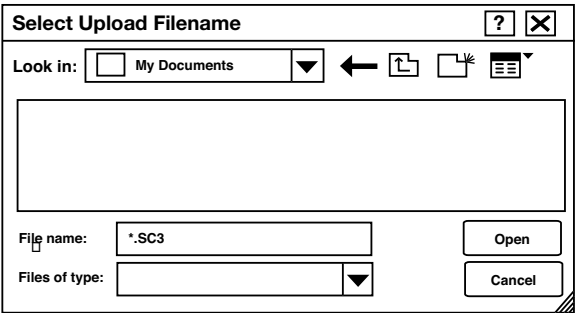 Select Upload Filename ?
Look in: My Documents
File name: *.SC3 Open
Files of type: Cancel